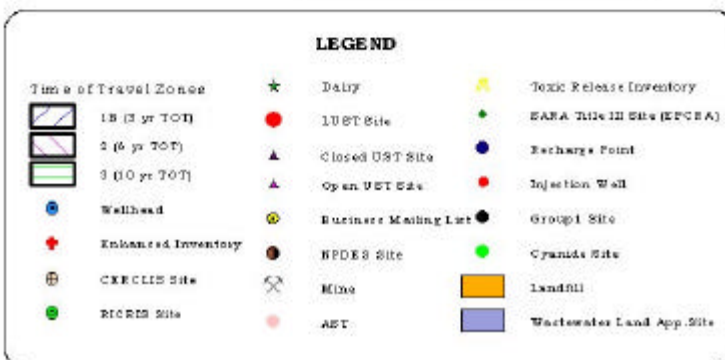 LEGEND
Time of Travel Zones
1B (3 yr TOT)
2 (6 yr TOT)
3 (10 yr TOT)
Wellhead
Enhanced Inventory
CERCLIS Site
RICRIS Site
Dairy
LUST Site
Closed UST Site
Open UST Site
Business Mailing List
NPDES Site
Mine
AST
Toxic Release Inventory
SARA Title III Site (EPCRA)
Recharge Point
Injection Well
Group1 Site
Cyanide Site
Landfill
Wastewater Land App.Site